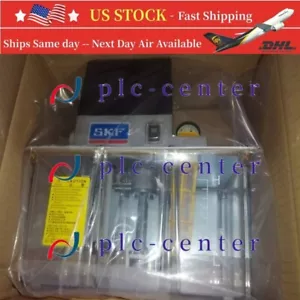 US STOCK - Fast Shipping
Ships Same day -- Next Day Air Available
DHL
plc-center
SKF
plc-center
plc-center